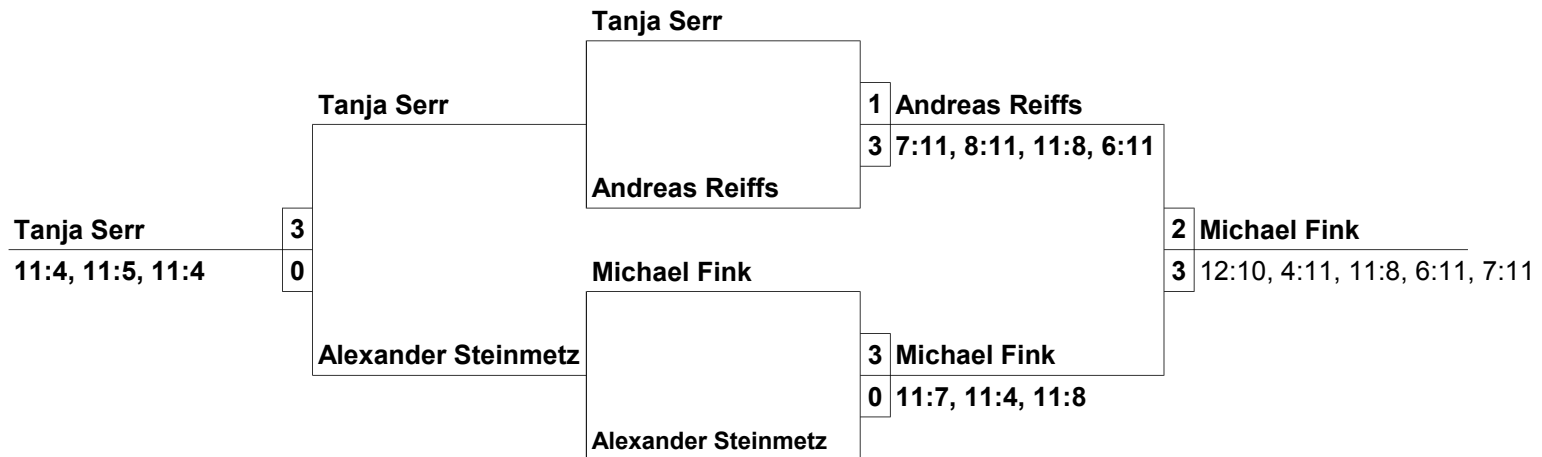 Tanja Serr
Tanja Serr
1 Andreas Reiffs
3 7:11, 8:11, 11:8, 6:11
Andreas Reiffs
Tanja Serr 3
2 Michael Fink
11:4, 11:5, 11:4 0
Michael Fink
3 12:10, 4:11, 11:8, 6:11, 7:11
Alexander Steinmetz
3 Michael Fink
0 11:7, 11:4, 11:8
Alexander Steinmetz